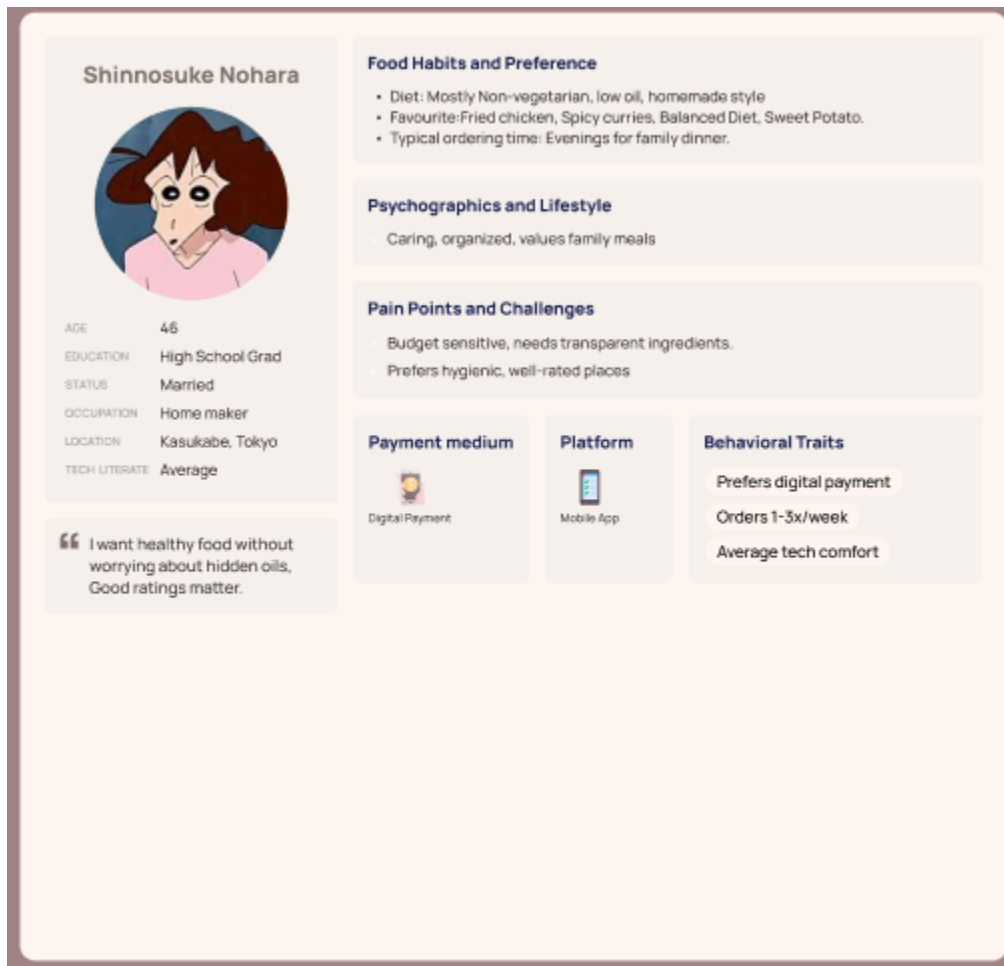 Shinnosuke Nohara
AGE 46
EDUCATION High School Grad
STATUS Married
OCCUPATION Home maker
LOCATION Kasukabe, Tokyo
TECH LITERATE Average
I want healthy food without
worrying about hidden oils,
Good ratings matter.
Food Habits and Preference
• Diet: Mostly Non-vegetarian, low oil, homemade style
• Favourite:Fried chicken, Spicy curries, Balanced Diet, Sweet Potato.
• Typical ordering time: Evenings for family dinner.
Psychographics and Lifestyle
Caring, organized, values family meals
Pain Points and Challenges
Budget sensitive, needs transparent ingredients.
Prefers hygienic, well-rated places
Payment medium
Digital Payment
Platform
Mobile App
Behavioral Traits
Prefers digital payment
Orders 1-3x/week
Average tech comfort